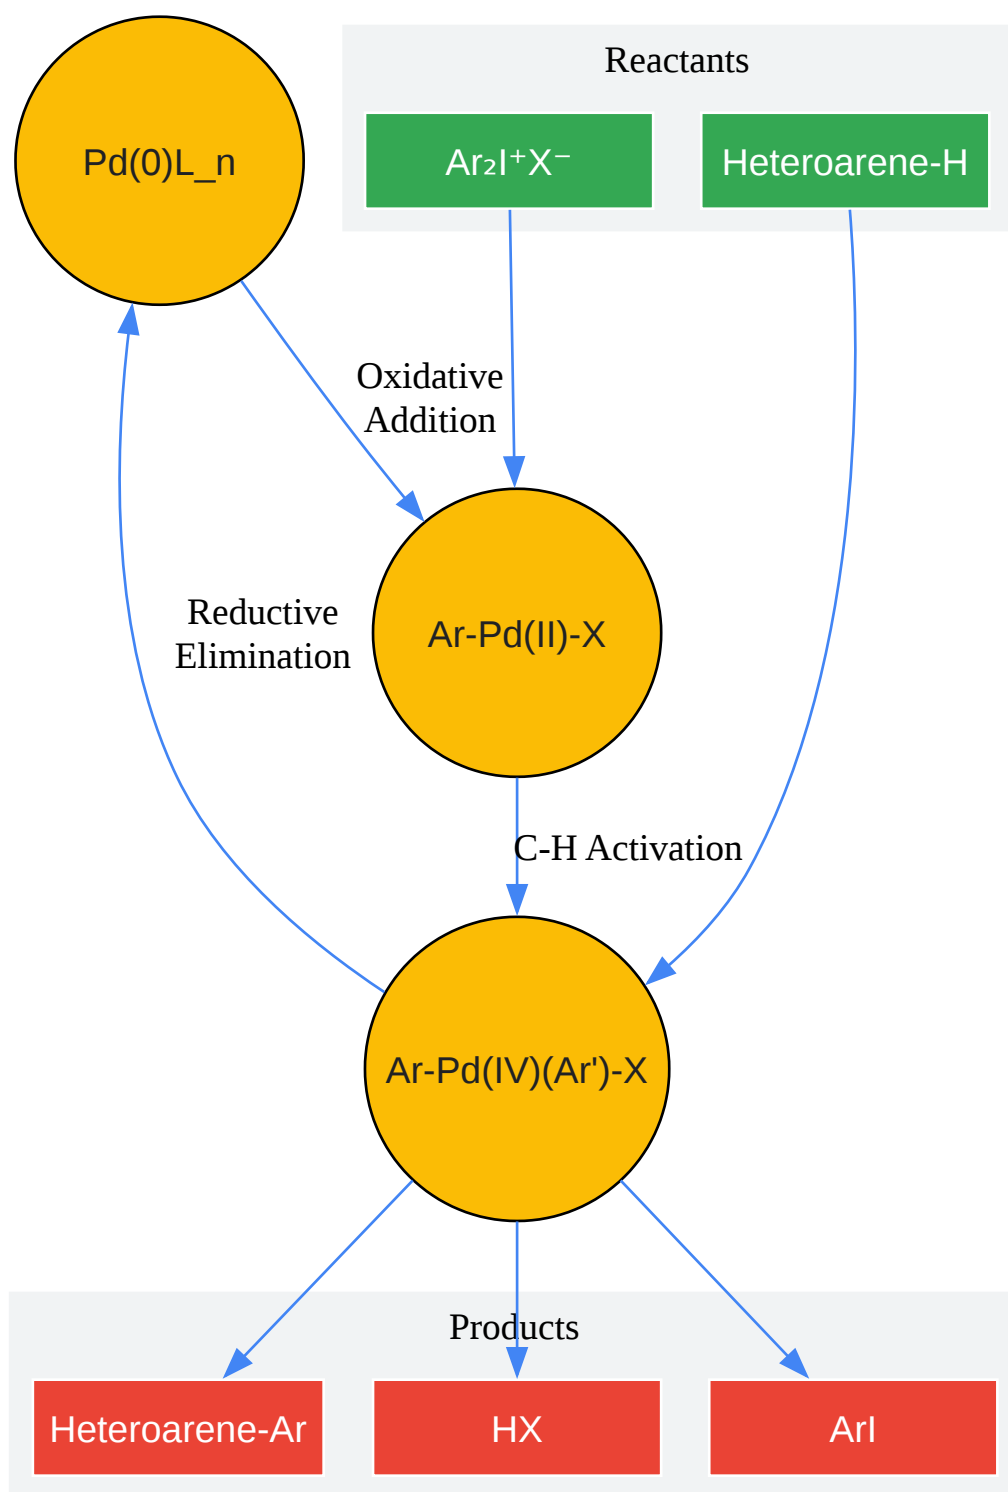 Reactants
Pd(0)L_n
Ar₂I⁺X⁻
Heteroarene-H
Oxidative
Addition
Reductive
Elimination
Ar-Pd(II)-X
C-H Activation
Ar-Pd(IV)(Ar')-X
Products
Heteroarene-Ar
HX
ArI